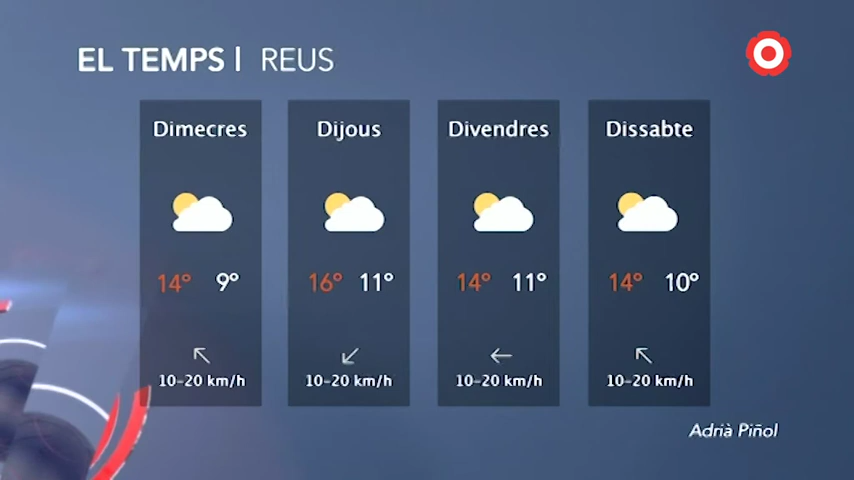 EL TEMPS | REUS
Dimecres
14° 9°
10-20 km/h
Dijous
16° 11°
10-20 km/h
Divendres
14° 11°
10-20 km/h
Dissabte
14° 10°
10-20 km/h
Adrià Piñol